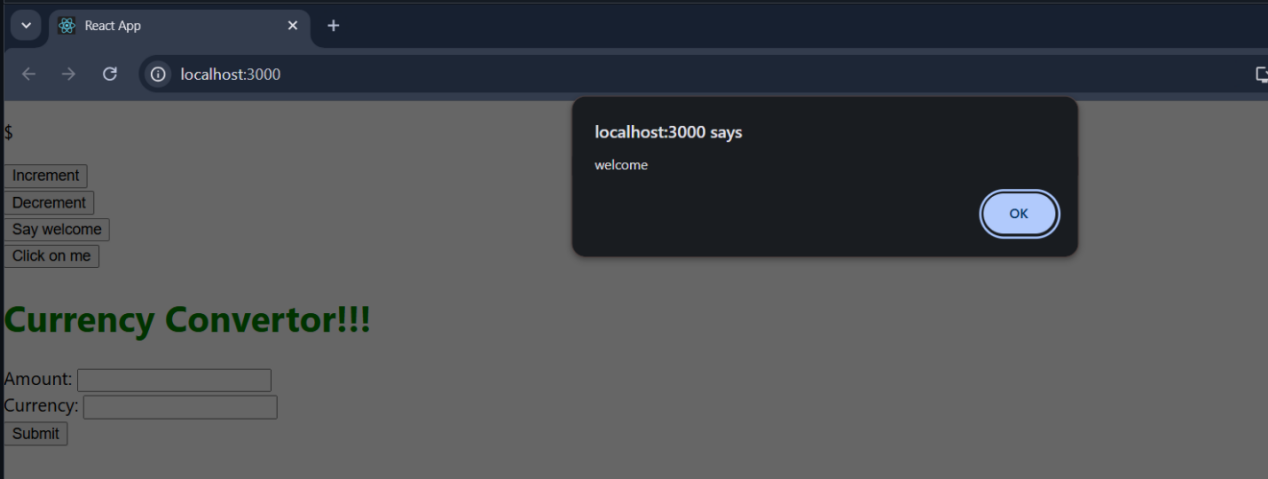 React App
localhost:3000
$
localhost:3000 says
welcome
OK
Increment
Decrement
Say welcome
Click on me
Currency Convertor!!!
Amount:
Currency:
Submit